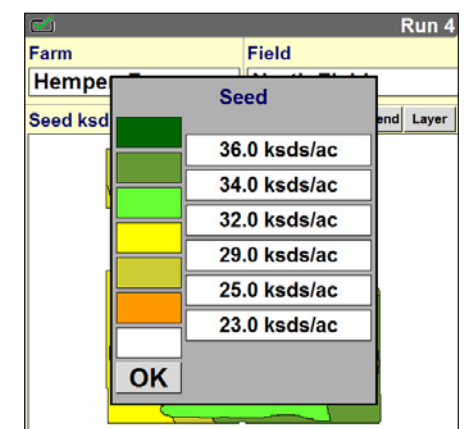 Run 4
Farm Field
Hempe
Seed ksd end Layer
Seed
36.0 ksds/ac
34.0 ksds/ac
32.0 ksds/ac
29.0 ksds/ac
25.0 ksds/ac
23.0 ksds/ac
OK